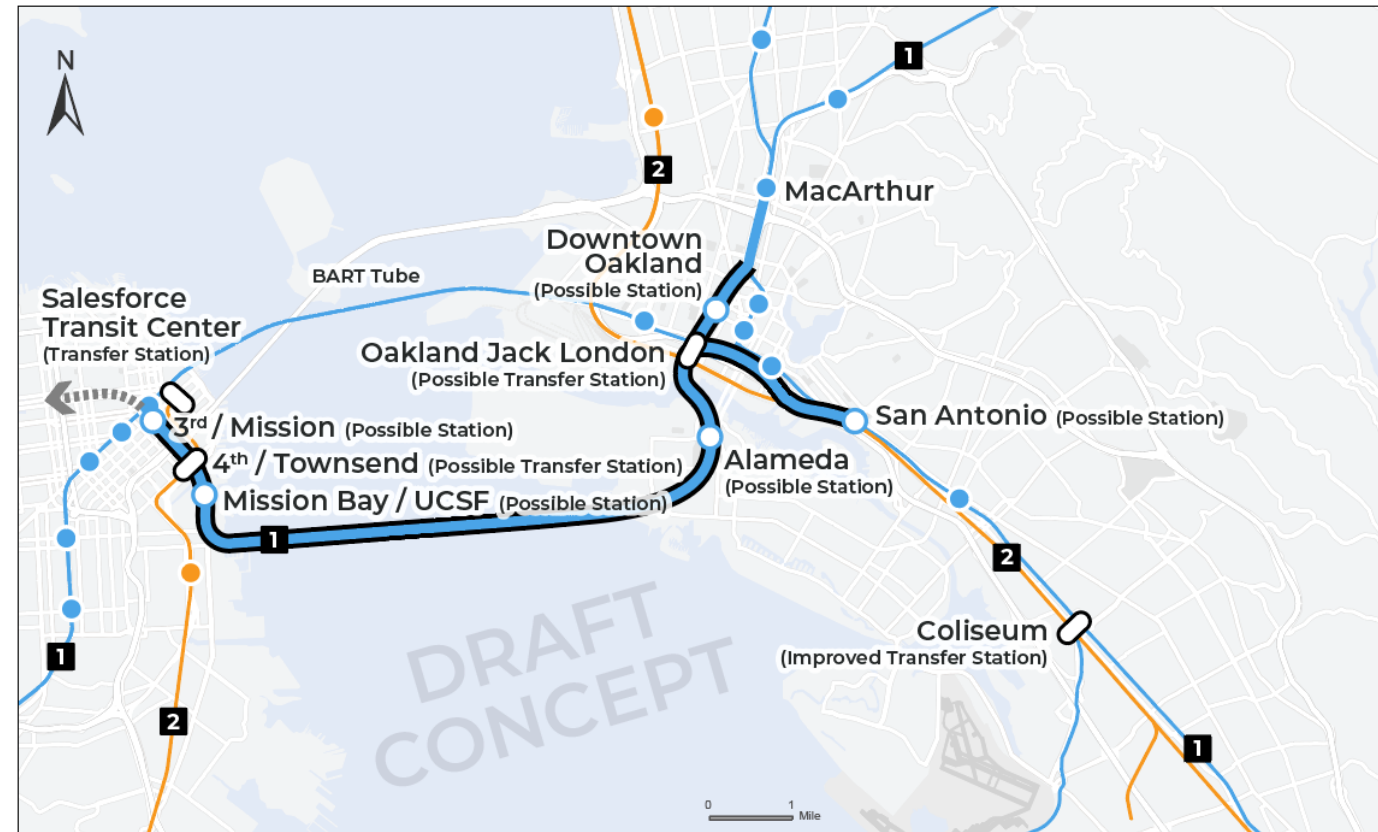 N
1
2
MacArthur
Downtown
Oakland
(Possible Station)
BART Tube
Salesforce
Transit Center
(Transfer Station)
Oakland Jack London
(Possible Transfer Station)
San Antonio (Possible Station)
3rd / Mission (Possible Station)
4th / Townsend (Possible Transfer Station)
Alameda
(Possible Station)
Mission Bay / UCSF (Possible Station)
1
2
DRAFT
CONCEPT
Coliseum
(Improved Transfer Station)
1
2
1
0 1
Mile